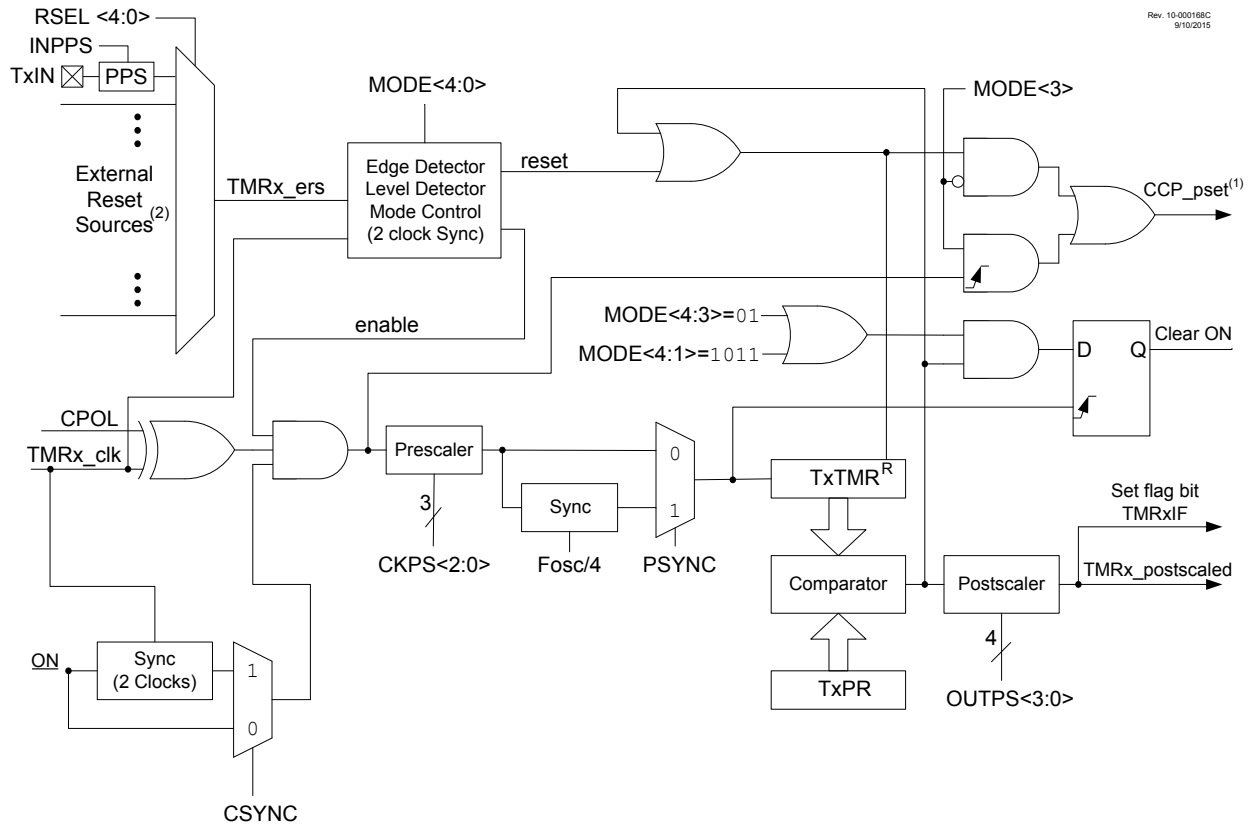 Rev. 10-000168C
9/10/2015
RSEL <4:0>
INPPS
TxIN
PPS
MODE<4:0>
MODE<3>
External
Reset
Sources(2)
TMRx_ers
Edge Detector
Level Detector
Mode Control
(2 clock Sync)
reset
CCP_pset(1)
enable
MODE<4:3>=01
MODE<4:1>=1011
D
Q
Clear ON
CPOL
TMRx_clk
Prescaler
0
1
Sync
TxTMR
R
3
CKPS<2:0>
Fosc/4
PSYNC
Set flag bit
TMRxIF
Comparator
Postscaler
TMRx_postscaled
ON
Sync
(2 Clocks)
1
0
TxPR
4
OUTPS<3:0>
CSYNC